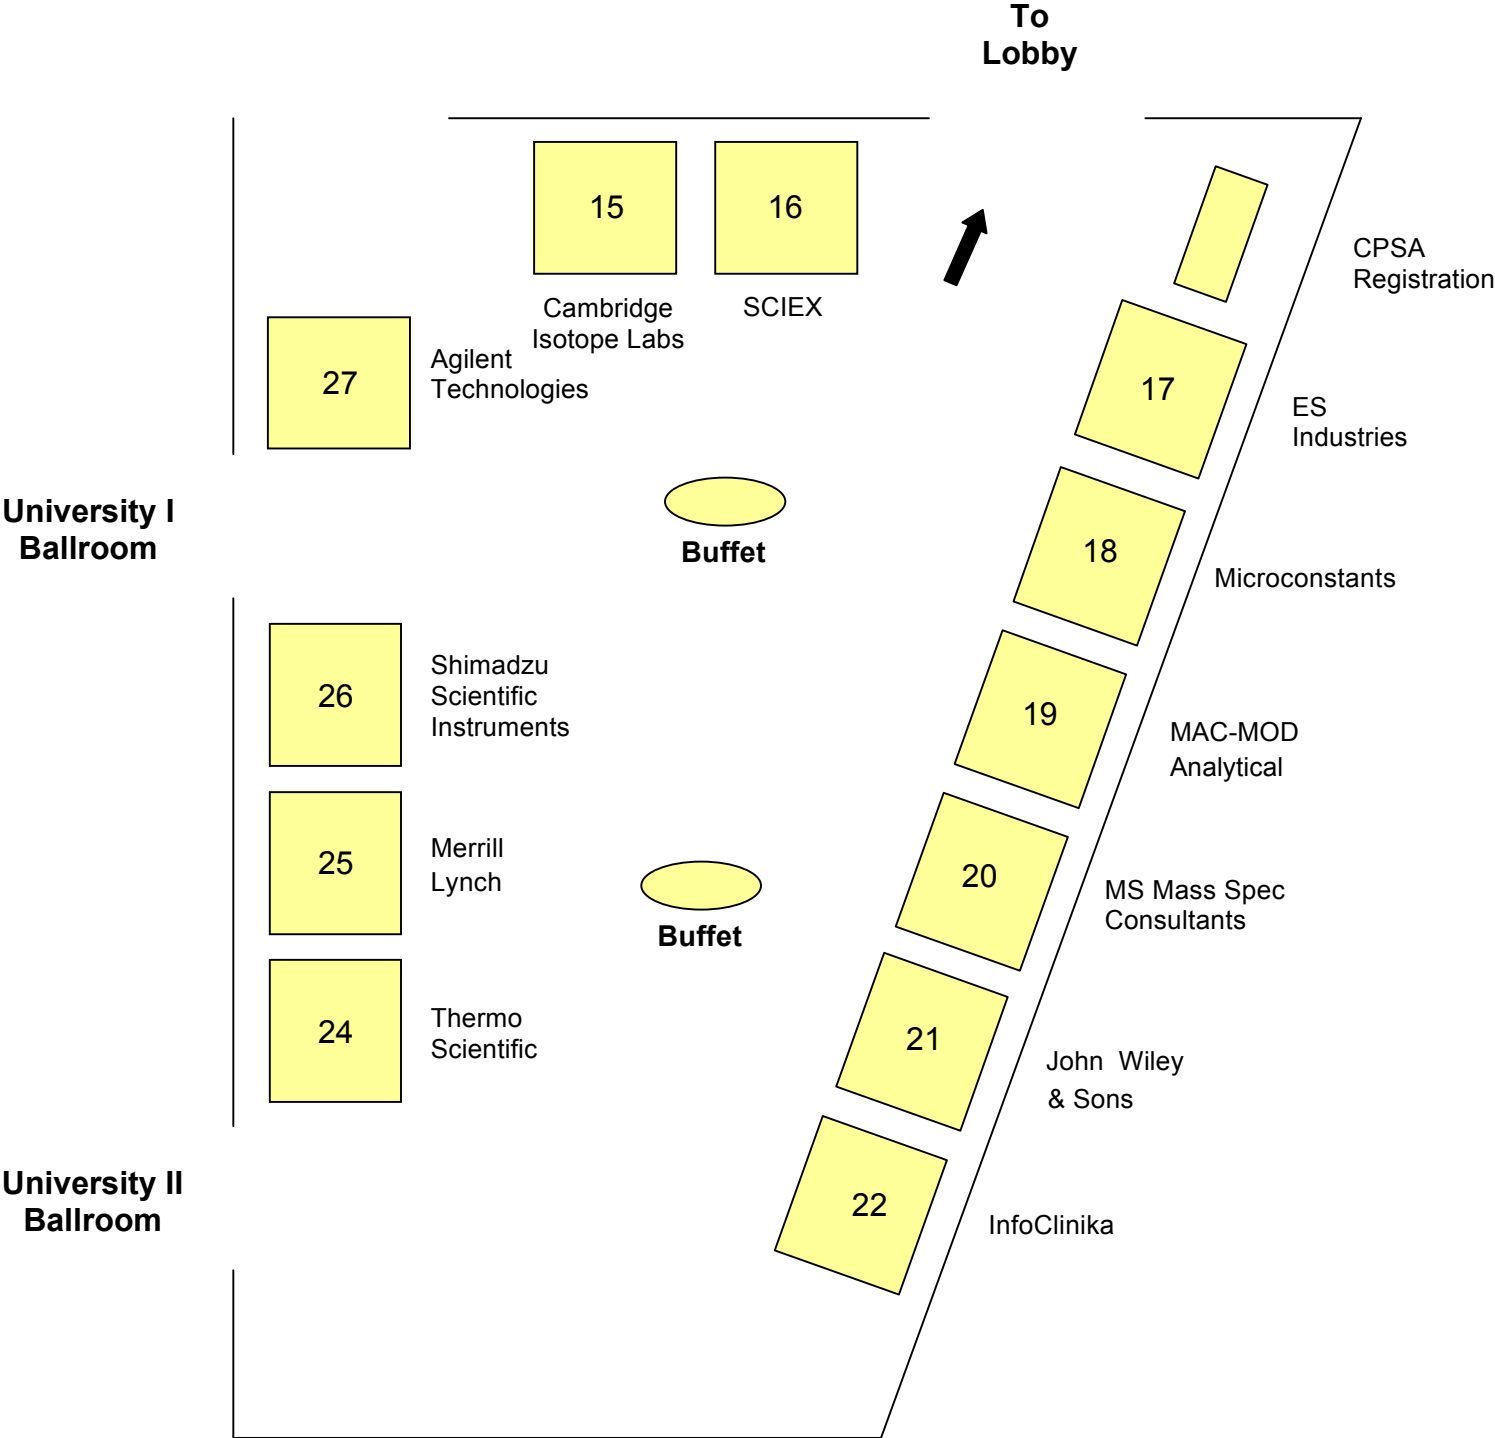 To
Lobby
15
16
CPSA
Registration
Cambridge
Isotope Labs
SCIEX
27
Agilent
Technologies
17
ES
Industries
University I
Ballroom
Buffet
18
Microconstants
26
Shimadzu
Scientific
Instruments
19
MAC-MOD
Analytical
25
Merrill
Lynch
Buffet
20
MS Mass Spec
Consultants
24
Thermo
Scientific
21
John Wiley
& Sons
University II
Ballroom
22
InfoClinika